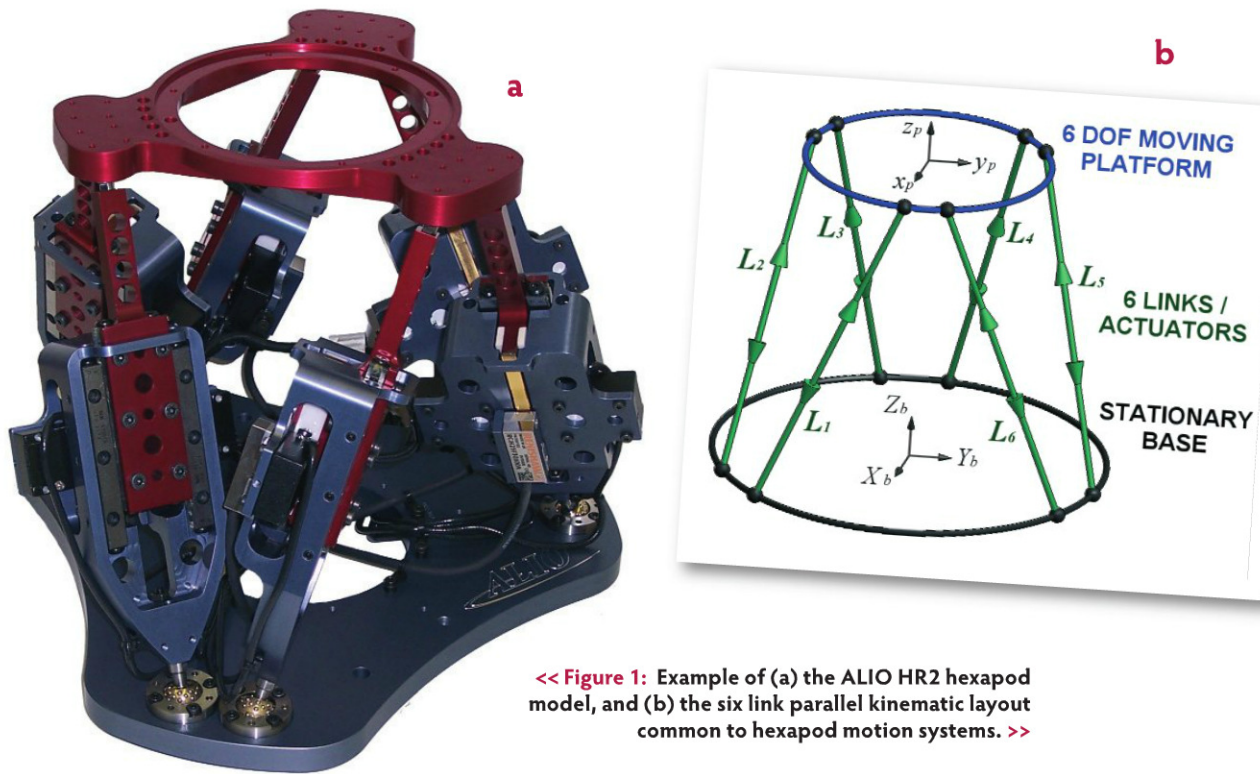 a
b
6 DOF MOVING
PLATFORM
zp
yp
xp
L3
L4
L2
L5
6 LINKS /
ACTUATORS
STATIONARY
BASE
Zb
L1
L6
Yb
Xb
ALIO
<< Figure 1: Example of (a) the ALIO HR2 hexapod
model, and (b) the six link parallel kinematic layout
common to hexapod motion systems. >>